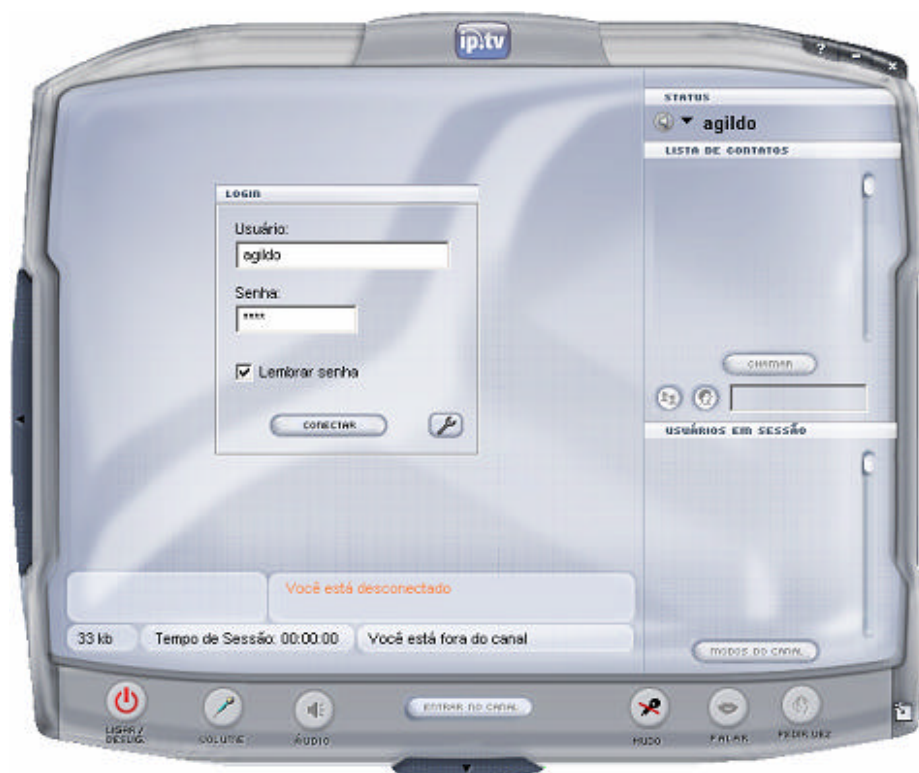 ip.tv
?
STATUS
agildo
LISTA DE CONTATOS
LOGIN
Usuário:
agildo
Senha:
****
Lembrar senha
CONECTAR
CHAMAR
USUÁRIOS EM SESSÃO
Você está desconectado
33 kb
Tempo de Sessão: 00:00:00
Você está fora do canal
MODOS DO CANAL
LIGAR /
DESLIG.
VOLUME
ÁUDIO
ENTRAR NO CANAL
MUDO
FALAR
PEDIR VEZ